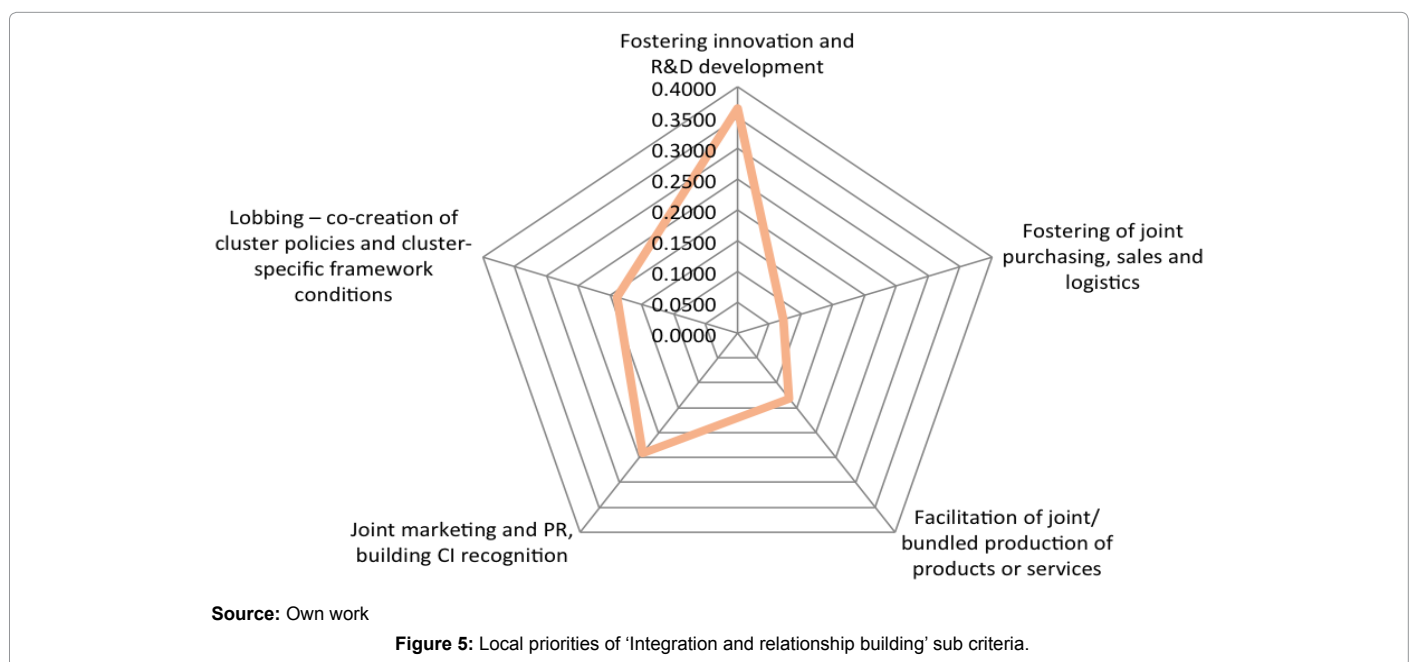 Fostering innovation and
R&D development
0.4000
0.3500
0.3000
0.2500
0.2000
0.1500
0.1000
0.0500
0.0000
Lobbing – co-creation of
cluster policies and cluster-
specific framework
conditions
Fostering of joint
purchasing, sales and
logistics
Joint marketing and PR,
building CI recognition
Facilitation of joint/
bundled production of
products or services
Source: Own work
Figure 5: Local priorities of ‘Integration and relationship building’ sub criteria.